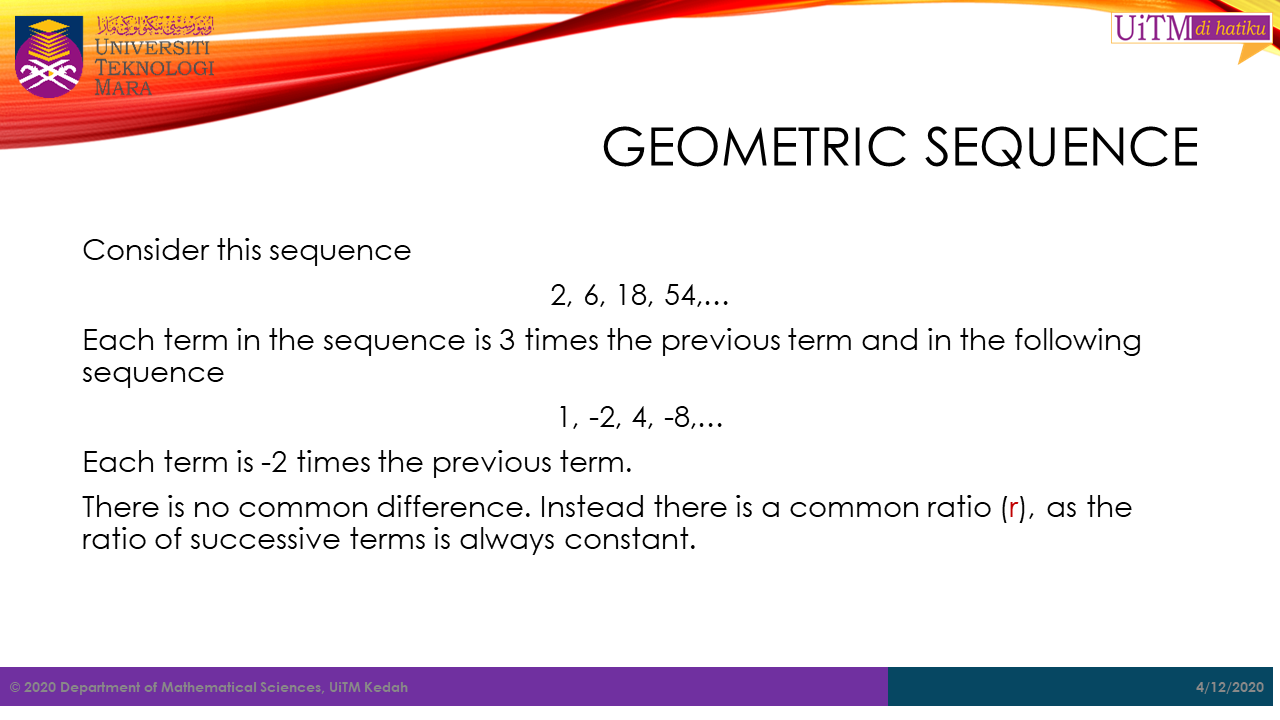 اونيۏرسيتي تيكنولوݢي مارا
UNIVERSITI
TEKNOLOGI
MARA
UiTM di hatiku
GEOMETRIC SEQUENCE
Consider this sequence
2, 6, 18, 54,…
Each term in the sequence is 3 times the previous term and in the following
sequence
1, -2, 4, -8,…
Each term is -2 times the previous term.
There is no common difference. Instead there is a common ratio (r), as the
ratio of successive terms is always constant.
© 2020 Department of Mathematical Sciences, UiTM Kedah
4/12/2020